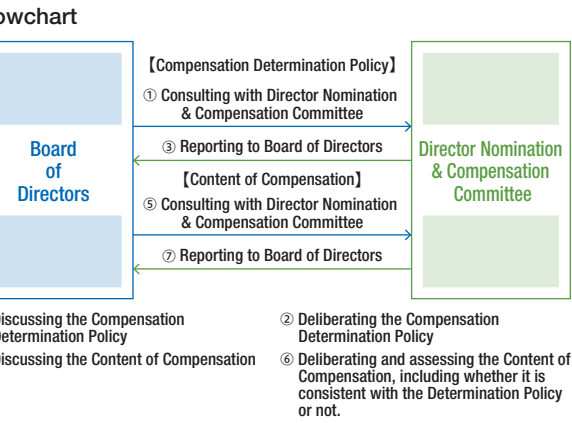 owchart
【Compensation Determination Policy】
① Consulting with Director Nomination
& Compensation Committee
③ Reporting to Board of Directors
【Content of Compensation】
⑤ Consulting with Director Nomination
& Compensation Committee
⑦ Reporting to Board of Directors
Board
of
Directors
Director Nomination
& Compensation
Committee
iscussing the Compensation
etermination Policy
iscussing the Content of Compensation
② Deliberating the Compensation
Determination Policy
⑥ Deliberating and assessing the Content of
Compensation, including whether it is
consistent with the Determination Policy
or not.